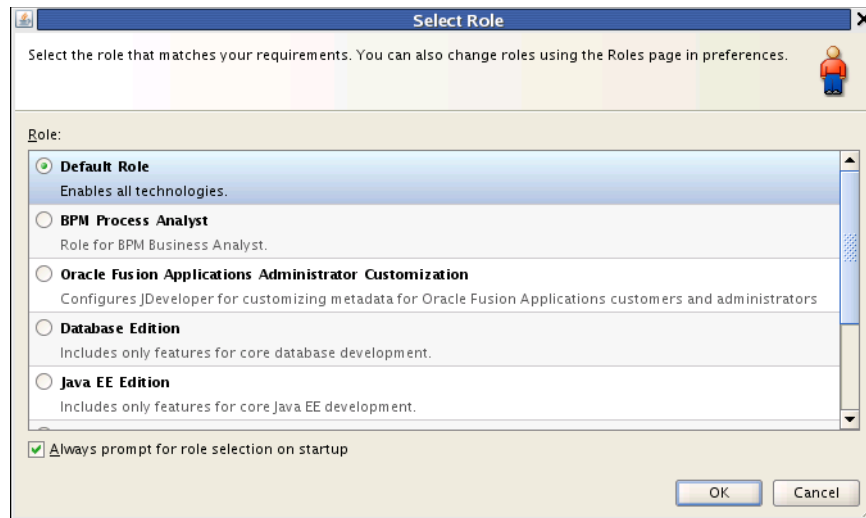 Select Role
Select the role that matches your requirements. You can also change roles using the Roles page in preferences.
Role:
Default Role
Enables all technologies.
BPM Process Analyst
Role for BPM Business Analyst.
Oracle Fusion Applications Administrator Customization
Configures JDeveloper for customizing metadata for Oracle Fusion Applications customers and administrators
Database Edition
Includes only features for core database development.
Java EE Edition
Includes only features for core Java EE development.
Always prompt for role selection on startup
OK
Cancel